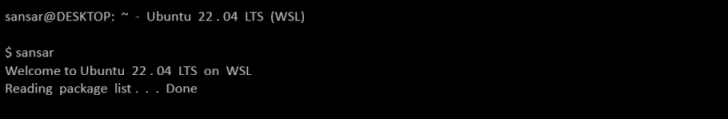 sansar@DESKTOP: ~ - Ubuntu 22 . 04 LTS (WSL)
$ sansar
Welcome to Ubuntu 22 . 04 LTS on WSL
Reading package list . . . Done